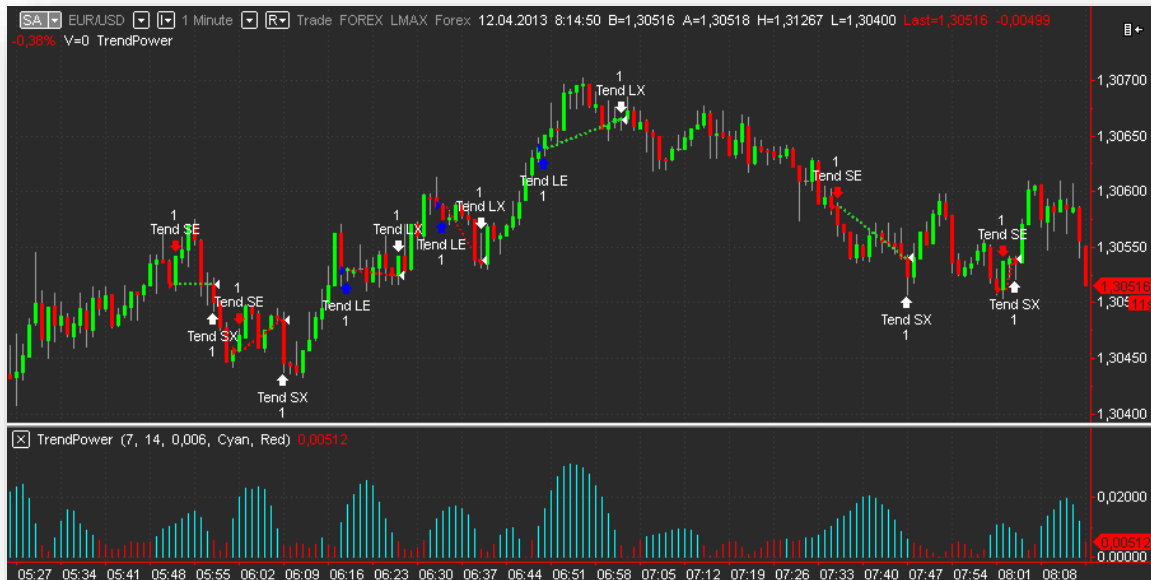 SA EUR/USD I 1 Minute R Trade FOREX LMAX Forex 12.04.2013 8:14:50 B=1,30516 A=1,30518 H=1,31267 L=1,30400 Last=1,30516 -0,00499
-0,38% V=0 TrendPower
1,30700
1
Tend LX
1,30650
1
Tend SE
Tend LE
1
1
Tend LX
1,30600
1
Tend SE
1
Tend LX
1
Tend SE
Tend LE
1
1,30550
1,30516
1
Tend SE
Tend LE
1
Tend SX
1
Tend SX
1
Tend SX
1
1,30450
Tend SX
1
1,30400
TrendPower (7, 14, 0,006, Cyan, Red) 0,00512
0,02000
0,00512
0.00000
05:27 05:34 05:41 05:48 05:55 06:02 06:09 06:16 06:23 06:30 06:37 06:44 06:51 06:58 07:05 07:12 07:19 07:26 07:33 07:40 07:47 07:54 08:01 08:08